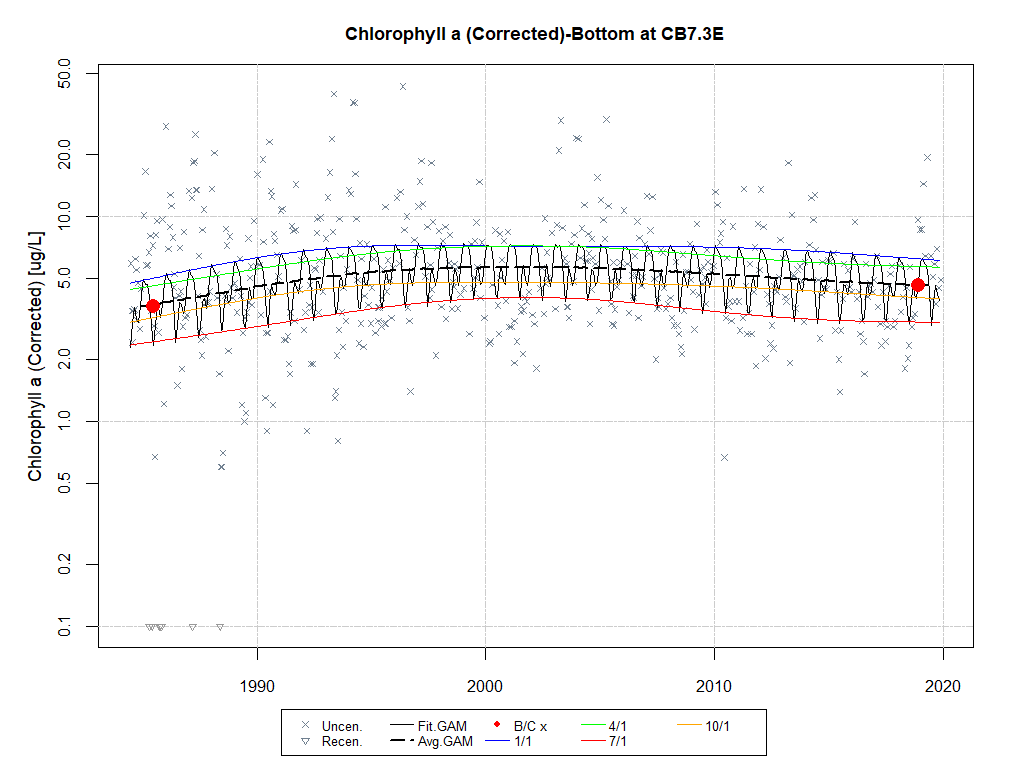 Chlorophyll a (Corrected)-Bottom at CB7.3E
Chlorophyll a (Corrected) [ug/L]
50.0
20.0
10.0
5.0
2.0
1.0
0.5
0.2
0.1
1990 2000 2010 2020
Uncen. Fit.GAM B/C x 4/1 10/1
Recen. Avg.GAM 1/1 7/1